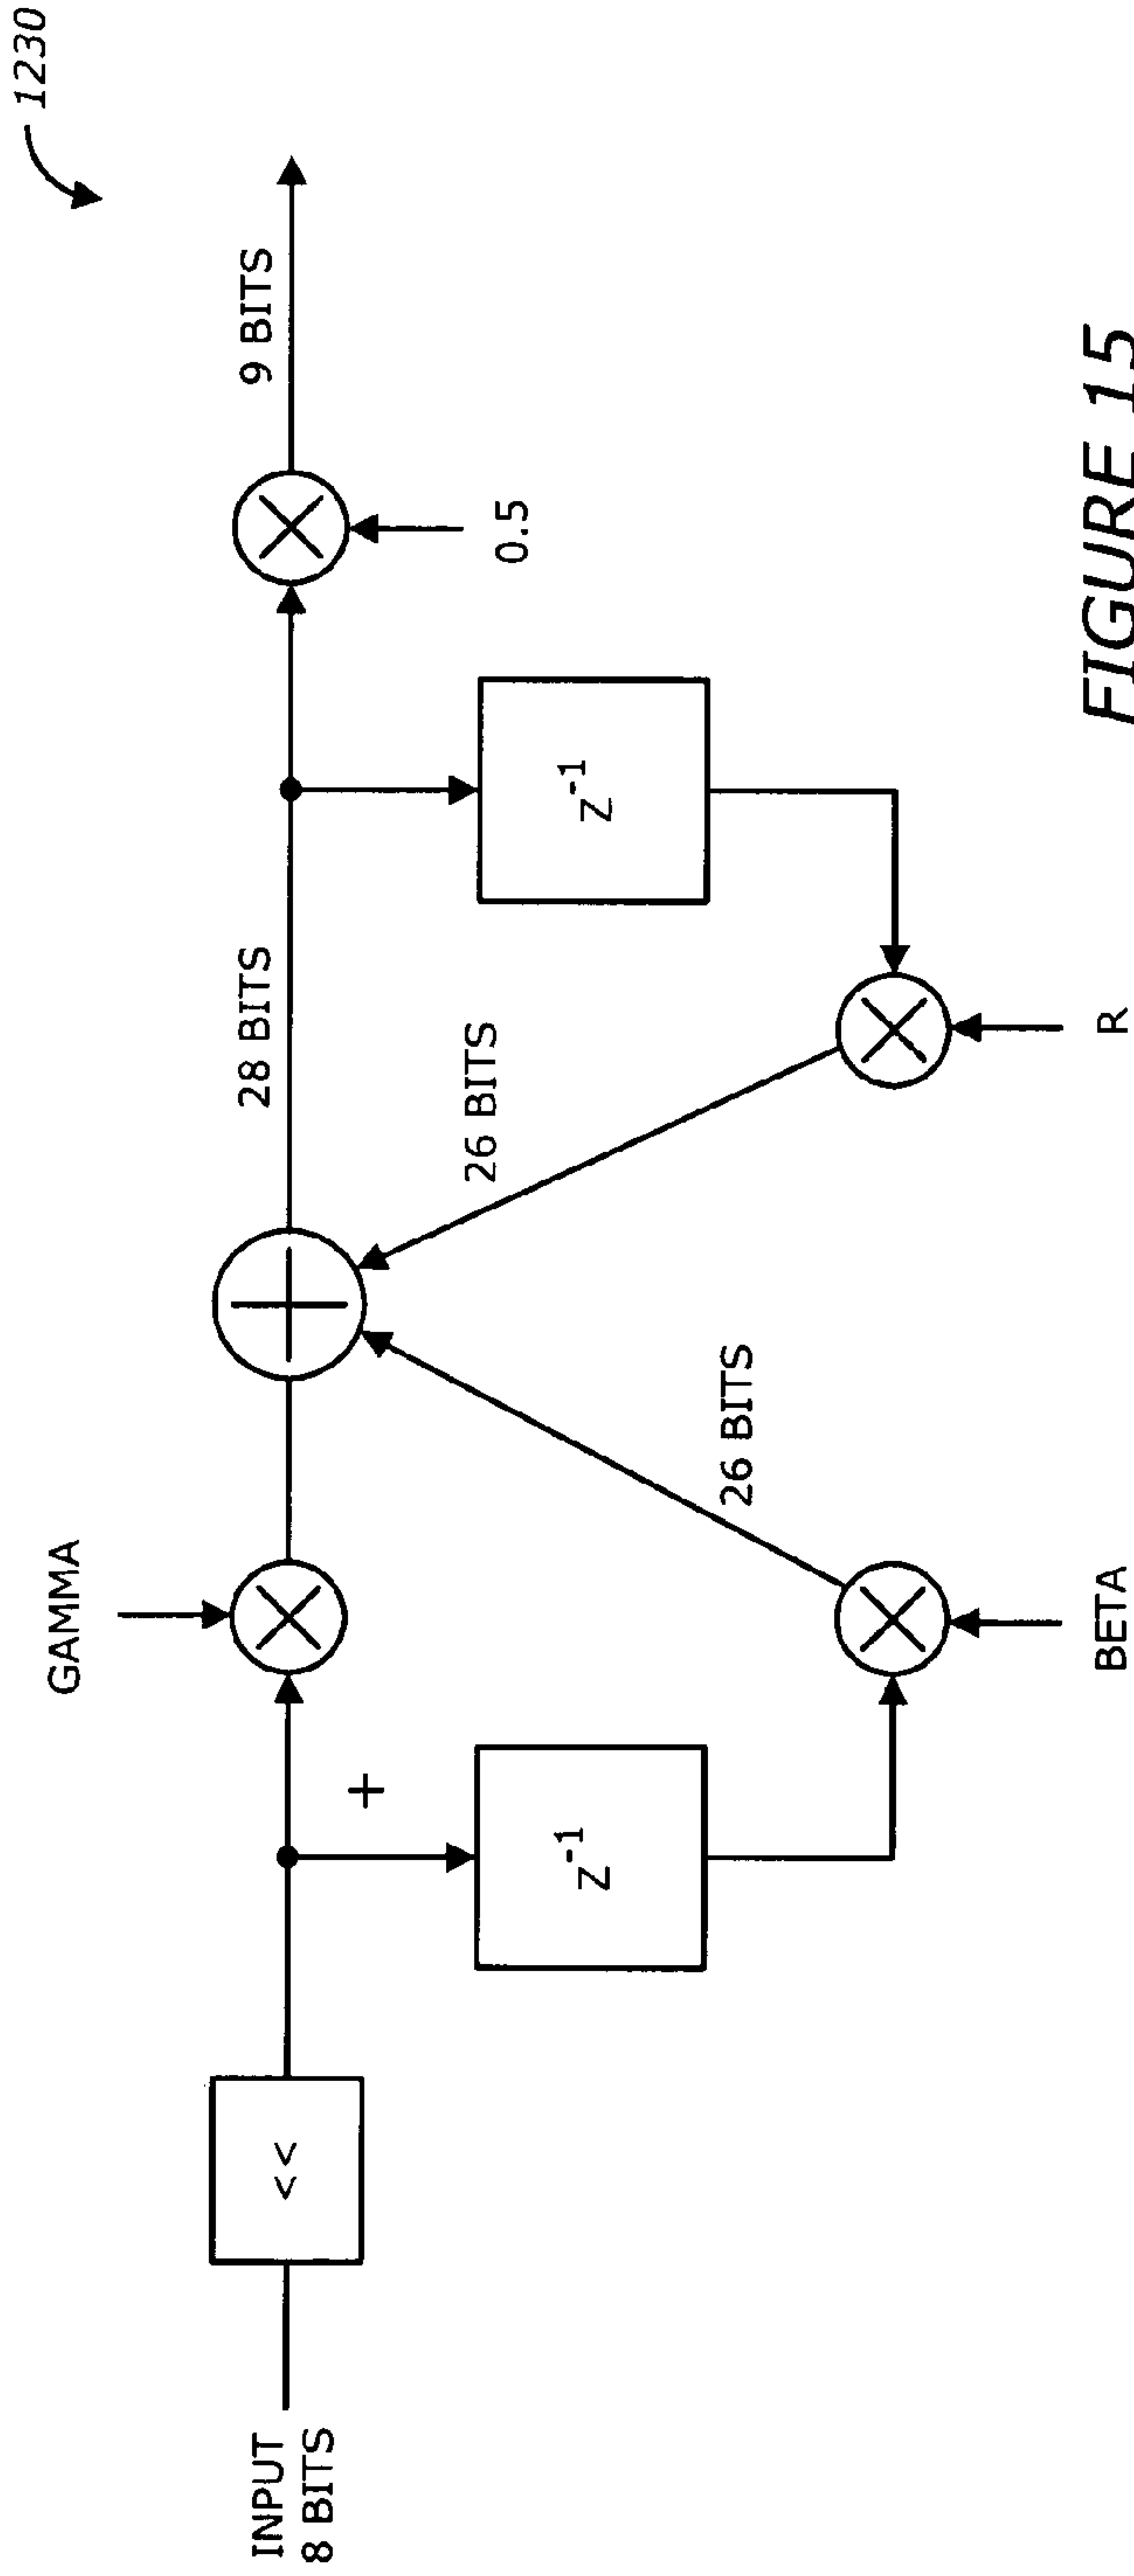 1230
INPUT
8 BITS
<<
+
Z-1
GAMMA
BETA
26 BITS
28 BITS
26 BITS
Z-1
R
0.5
9 BITS
FIGURE 15